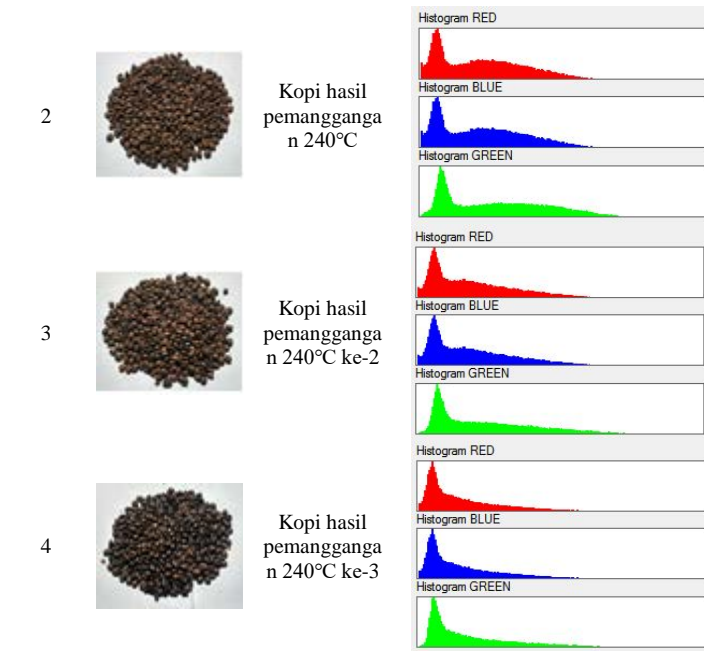 2
Kopi hasil
pemangganga
n 240°C
Histogram RED
Histogram BLUE
Histogram GREEN
3
Kopi hasil
pemangganga
n 240°C ke-2
Histogram RED
Histogram BLUE
Histogram GREEN
4
Kopi hasil
pemangganga
n 240°C ke-3
Histogram RED
Histogram BLUE
Histogram GREEN